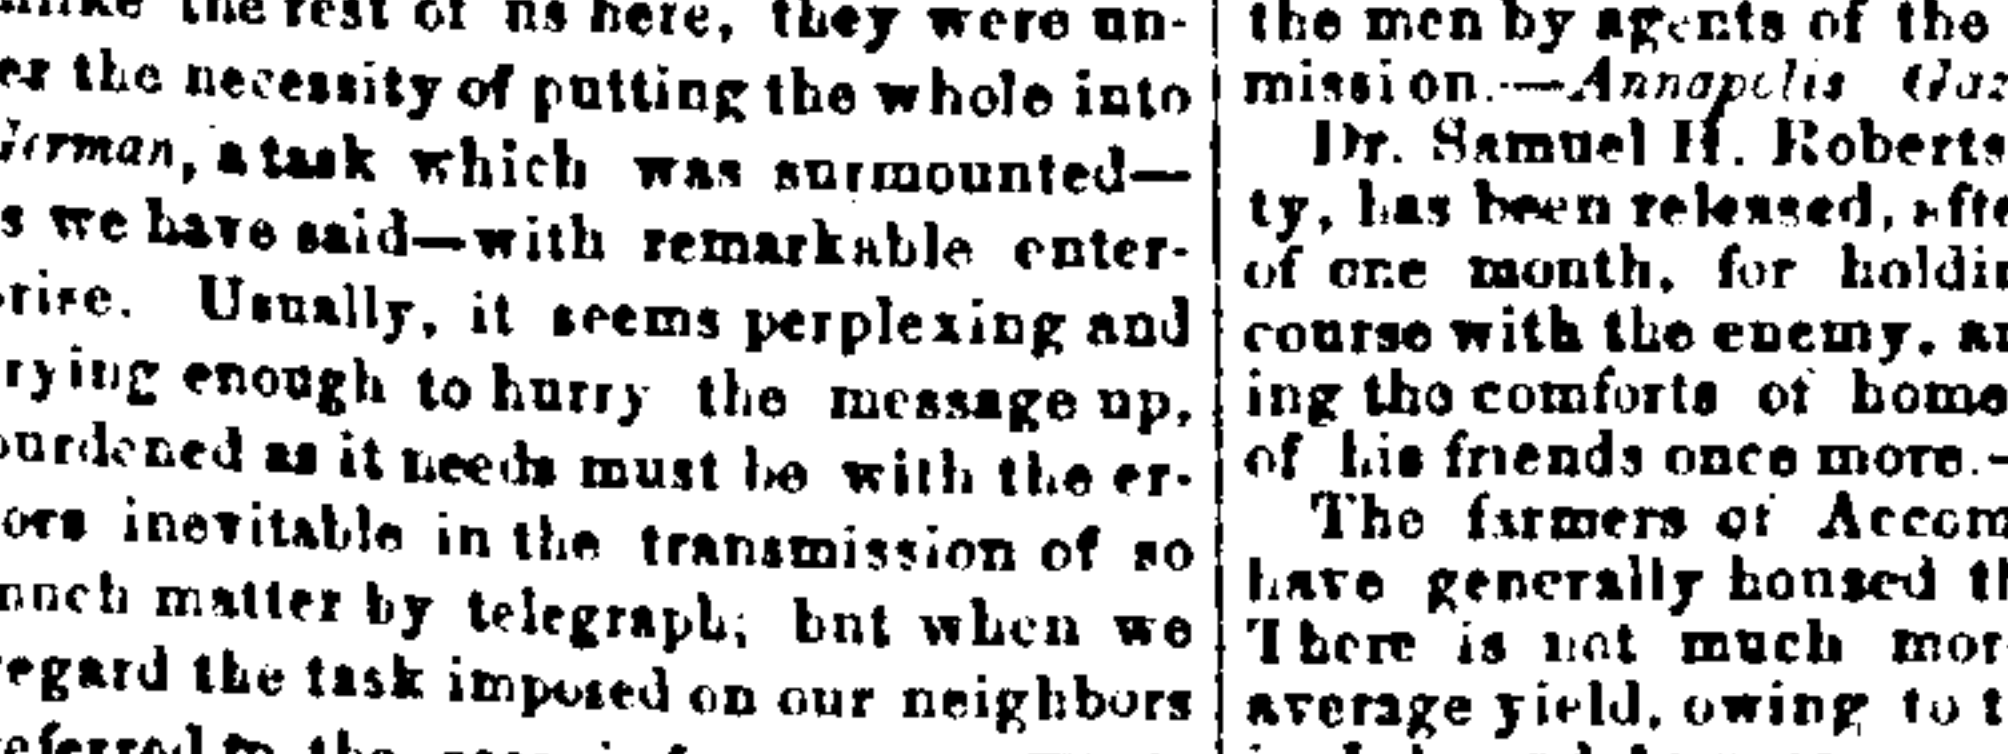 the rest of us here, they were un-
the necessity of putting the whole into
German, a task which was surmounted—
s we have said—with remarkable enter-
prise. Usually, it seems perplexing and
rying enough to hurry the message up,
burdened as it needs must be with the er-
ors inevitable in the transmission of so
much matter by telegraph; but when we
regard the task imposed on our neighbors
the men by agents of the
mission.—Annapolis Gaz
Dr. Samuel H. Roberts
ty, has been released, afte
of one month, for holdin
course with the enemy, an
ing the comforts of home
of his friends once more.—
The farmers of Accom
have generally housed th
There is not much mor
average yield, owing to t